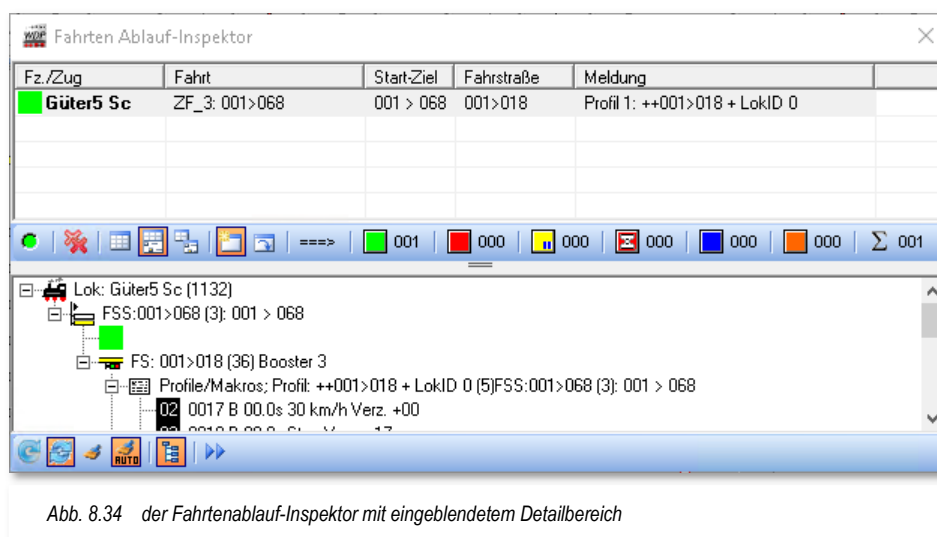 WDP Fahrten Ablauf-Inspektor
Fz./Zug Fahrt Start-Ziel Fahrstraße Meldung
Güter5 Sc ZF_3: 001>068 001 > 068 001>018 Profil 1: ++001>018 + LokID 0
===> 001 000 000 000 000 000 Σ 001
Lok: Güter5 Sc (1132)
FSS:001>068 (3): 001 > 068
FS: 001>018 (36) Booster 3
Profile/Makros; Profil: ++001>018 + LokID 0 (5)FSS:001>068 (3): 001 > 068
02 0017 B 00.0s 30 km/h Verz. +00
AUTO
Abb. 8.34 der Fahrtenablauf-Inspektor mit eingeblendetem Detailbereich